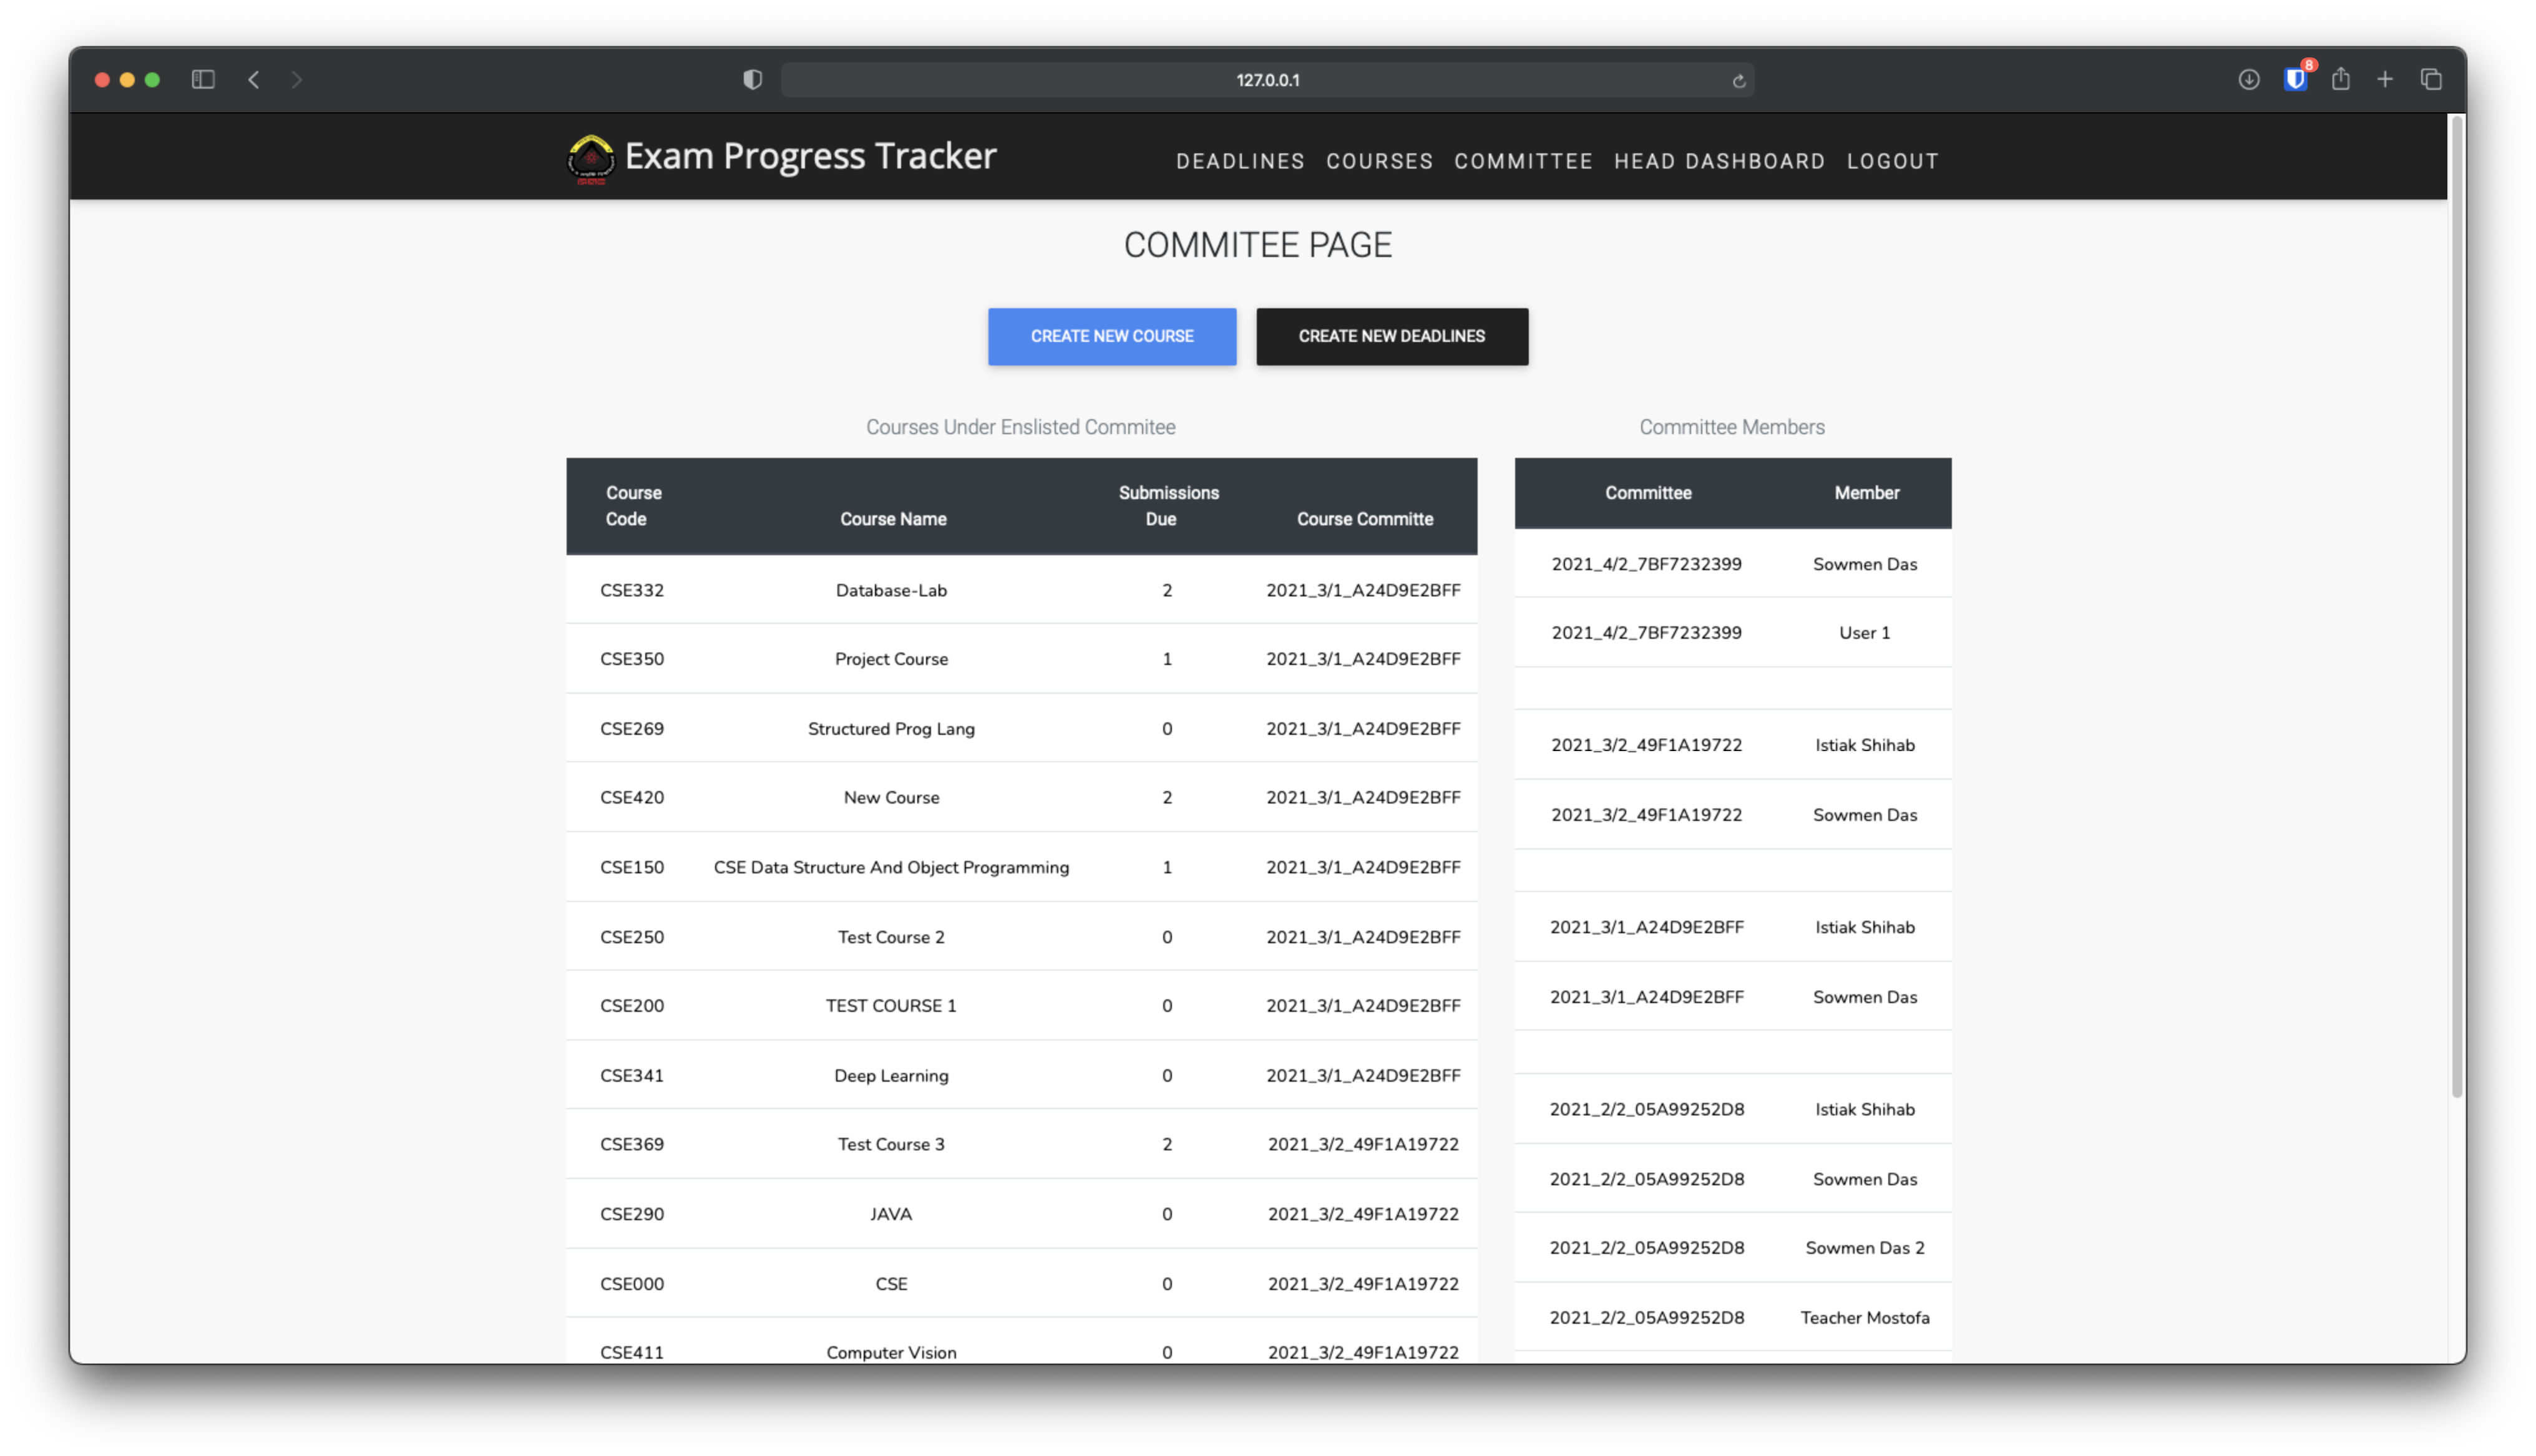 127.0.0.1
8
Exam Progress Tracker
DEADLINES COURSES COMMITTEE HEAD DASHBOARD LOGOUT
COMMITEE PAGE
CREATE NEW COURSE CREATE NEW DEADLINES
Courses Under Enslisted Commitee
Course Code Course Name Submissions Due Course Committe
CSE332 Database-Lab 2 2021_3/1_A24D9E2BFF
CSE350 Project Course 1 2021_3/1_A24D9E2BFF
CSE269 Structured Prog Lang 0 2021_3/1_A24D9E2BFF
CSE420 New Course 2 2021_3/1_A24D9E2BFF
CSE150 CSE Data Structure And Object Programming 1 2021_3/1_A24D9E2BFF
CSE250 Test Course 2 0 2021_3/1_A24D9E2BFF
CSE200 TEST COURSE 1 0 2021_3/1_A24D9E2BFF
CSE341 Deep Learning 0 2021_3/1_A24D9E2BFF
CSE369 Test Course 3 2 2021_3/2_49F1A19722
CSE290 JAVA 0 2021_3/2_49F1A19722
CSE000 CSE 0 2021_3/2_49F1A19722
CSE411 Computer Vision 0 2021_3/2_49F1A19722
Committee Members
Committee Member
2021_4/2_7BF7232399 Sowmen Das
2021_4/2_7BF7232399 User 1
2021_3/2_49F1A19722 Istiak Shihab
2021_3/2_49F1A19722 Sowmen Das
2021_3/1_A24D9E2BFF Istiak Shihab
2021_3/1_A24D9E2BFF Sowmen Das
2021_2/2_05A99252D8 Istiak Shihab
2021_2/2_05A99252D8 Sowmen Das
2021_2/2_05A99252D8 Sowmen Das 2
2021_2/2_05A99252D8 Teacher Mostofa